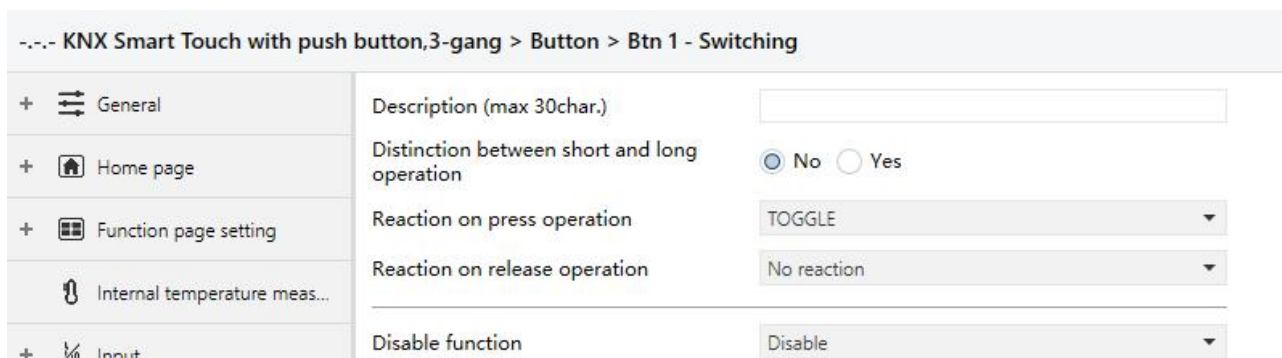 -.-.- KNX Smart Touch with push button,3-gang > Button > Btn 1 - Switching
+ General
+ Home page
+ Function page setting
Internal temperature meas...
+ Input
Description (max 30char.)
Distinction between short and long
operation
No Yes
Reaction on press operation
TOGGLE
Reaction on release operation
No reaction
Disable function
Disable